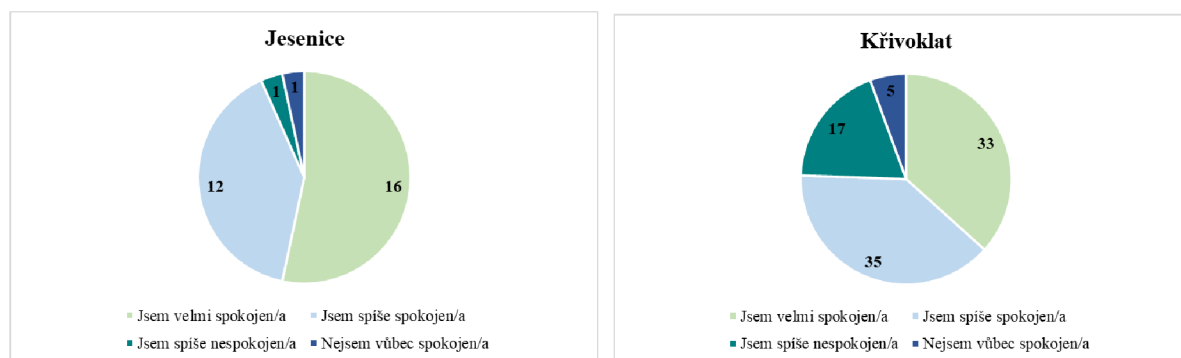 Jesenice
1
1
12
16
Jsem velmi spokojen/a
Jsem spíše spokojen/a
Jsem spíše nespokojen/a
Nejsem vůbec spokojen/a
Křivoklat
5
17
33
35
Jsem velmi spokojen/a
Jsem spíše spokojen/a
Jsem spíše nespokojen/a
Nejsem vůbec spokojen/a